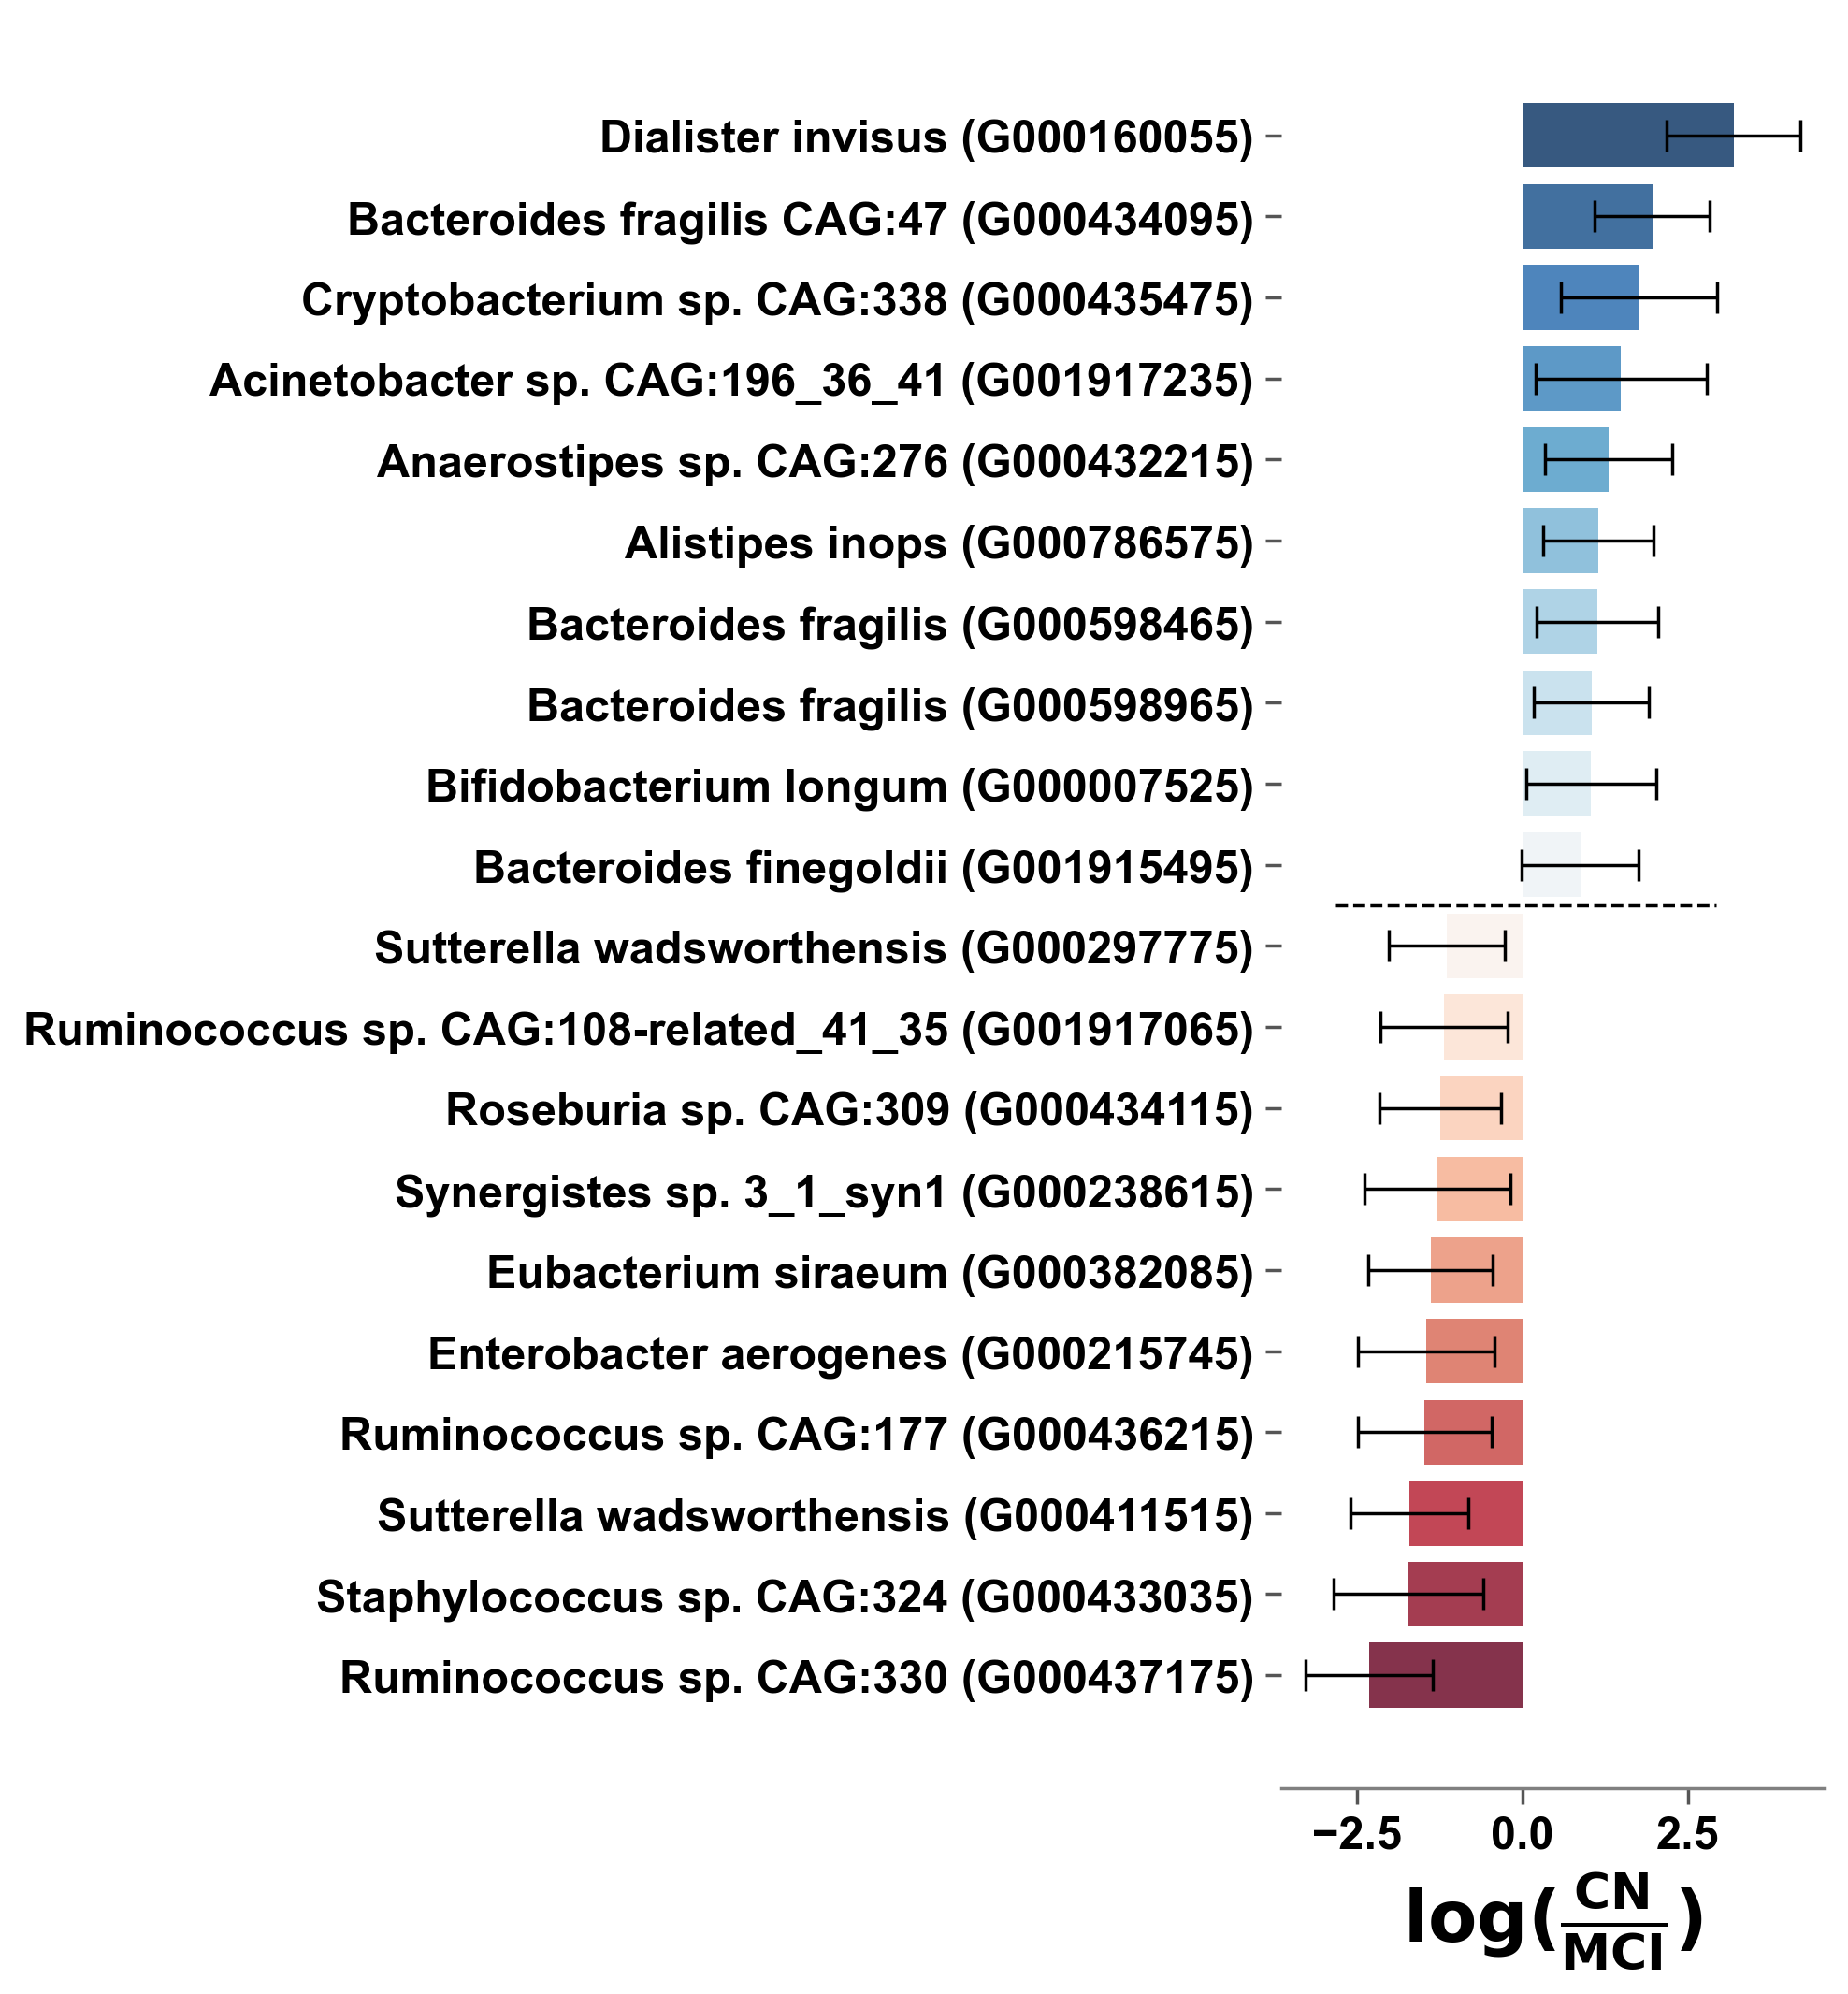 Dialister invisus (G000160055)
Bacteroides fragilis CAG:47 (G000434095)
Cryptobacterium sp. CAG:338 (G000435475)
Acinetobacter sp. CAG:196_36_41 (G001917235)
Anaerostipes sp. CAG:276 (G000432215)
Alistipes inops (G000786575)
Bacteroides fragilis (G000598465)
Bacteroides fragilis (G000598965)
Bifidobacterium longum (G000007525)
Bacteroides finegoldii (G001915495)
Sutterella wadsworthensis (G000297775)
Ruminococcus sp. CAG:108-related_41_35 (G001917065)
Roseburia sp. CAG:309 (G000434115)
Synergistes sp. 3_1_syn1 (G000238615)
Eubacterium siraeum (G000382085)
Enterobacter aerogenes (G000215745)
Ruminococcus sp. CAG:177 (G000436215)
Sutterella wadsworthensis (G000411515)
Staphylococcus sp. CAG:324 (G000433035)
Ruminococcus sp. CAG:330 (G000437175)
−2.5 0.0 2.5
log(CN/MCI)